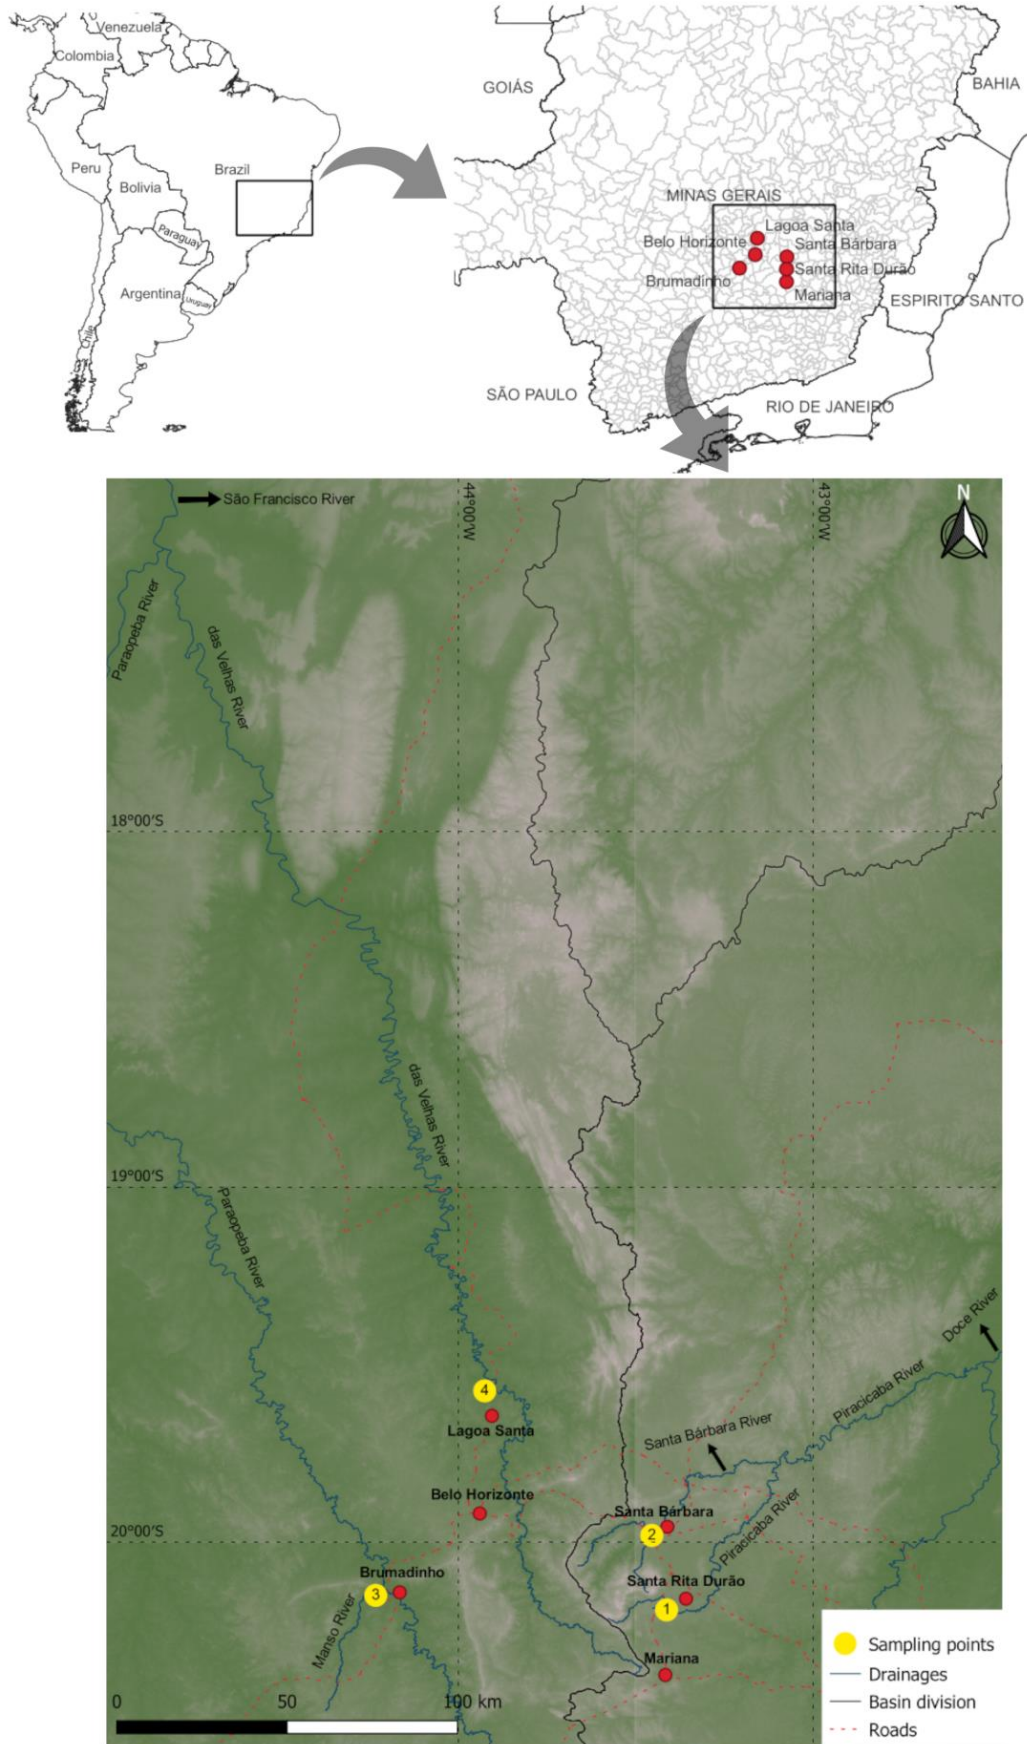 Venezuela
Colombia
Peru
Brazil
Bolivia
Paraguay
Argentina
Uruguay
Chile
GOIÁS
BAHIA
MINAS GERAIS
Lagoa Santa
Belo Horizonte
Santa Bárbara
Santa Rita Durão
Brumadinho
Mariana
ESPIRITO SANTO
SÃO PAULO
RIO DE JANEIRO
São Francisco River
44°00'W
43°00'W
N
Paraopeba River
das Velhas River
18°00'S
das Velhas River
19°00'S
Paraopeba River
Doce River
Piracicaba River
4
Lagoa Santa
Santa Bárbara River
Belo Horizonte
Santa Bárbara
2
20°00'S
Piracicaba River
Brumadinho
3
Santa Rita Durão
1
Manso River
Mariana
0 50 100 km
Sampling points
Drainages
Basin division
Roads